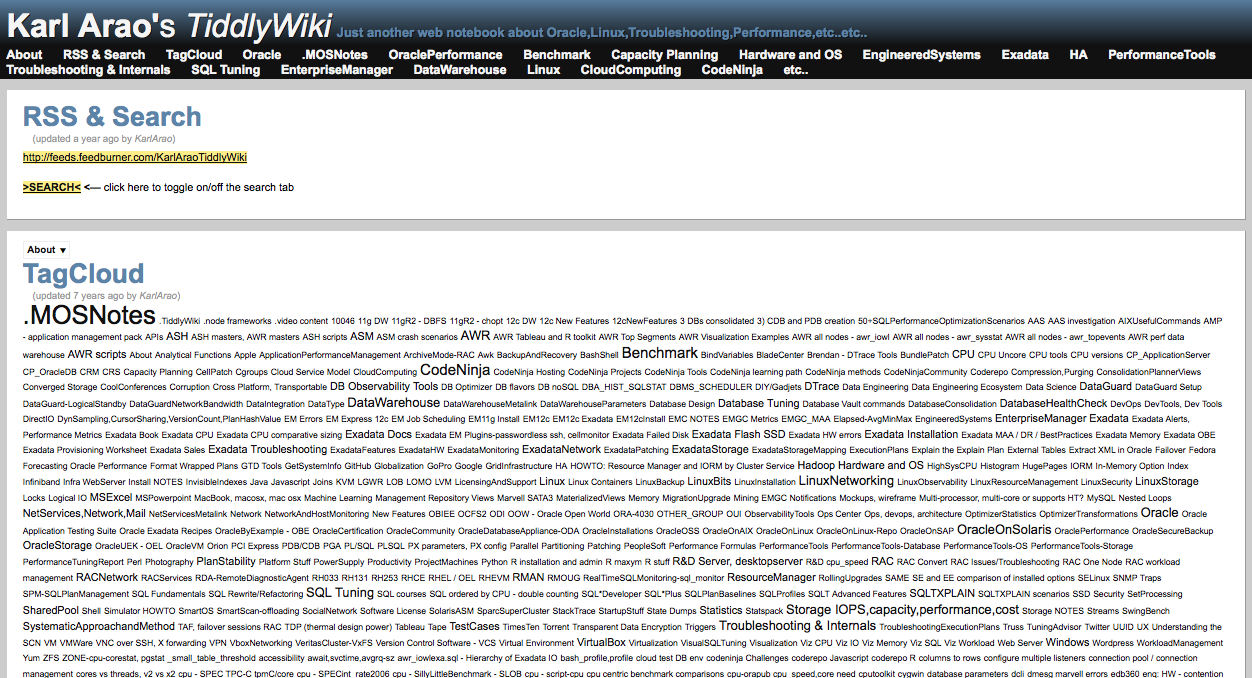 Karl Arao's TiddlyWiki Just another web notebook about Oracle,Linux,Troubleshooting,Performance,etc..etc..
About RSS & Search TagCloud Oracle .MOSNotes OraclePerformance Benchmark Capacity Planning Hardware and OS EngineeredSystems Exadata HA PerformanceTools
Troubleshooting & Internals SQL Tuning EnterpriseManager DataWarehouse Linux CloudComputing CodeNinja etc..
RSS & Search
(updated a year ago by KarlArao)
http://feeds.feedburner.com/KarlAraoTiddlyWiki
>SEARCH< <— click here to toggle on/off the search tab
About ▼
TagCloud
(updated 7 years ago by KarlArao)
.MOSNotes .TiddlyWiki .node frameworks .video content 10046 11g DW 11gR2 - DBFS 11gR2 - chopt 12c DW 12c New Features 12cNewFeatures 3 DBs consolidated 3) CDB and PDB creation 50+SQLPerformanceOptimizationScenarios AAS AAS investigation AIXUsefulCommands AMP
- application management pack APIs ASH ASH masters, AWR masters ASH scripts ASM ASM crash scenarios AWR AWR Tableau and R toolkit AWR Top Segments AWR Visualization Examples AWR all nodes - awr_iowl AWR all nodes - awr_sysstat AWR all nodes - awr_topevents AWR perf data
warehouse AWR scripts About Analytical Functions Apple ApplicationPerformanceManagement ArchiveMode-RAC Awk BackupAndRecovery BashShell Benchmark BindVariables BladeCenter Brendan - DTrace Tools BundlePatch CPU CPU Uncore CPU tools CPU versions CP_ApplicationServer
CP_OracleDB CRM CRS Capacity Planning CellPatch Cgroups Cloud Service Model CloudComputing CodeNinja CodeNinja Hosting CodeNinja Projects CodeNinja Tools CodeNinja learning path CodeNinja methods CodeNinjaCommunity Coderepo Compression,Purging ConsolidationPlannerViews
Converged Storage CoolConferences Corruption Cross Platform, Transportable DB Observability Tools DB Optimizer DB flavors DB noSQL DBA_HIST_SQLSTAT DBMS_SCHEDULER DIY/Gadjets DTrace Data Engineering Data Engineering Ecosystem Data Science DataGuard DataGuard Setup
DataGuard-LogicalStandby DataGuardNetworkBandwidth DataIntegration DataType DataWarehouse DataWarehouseMetalink DataWarehouseParameters Database Design Database Tuning Database Vault commands DatabaseConsolidation DatabaseHealthCheck DevOps DevTools, Dev Tools
DirectIO DynSampling,CursorSharing,VersionCount,PlanHashValue EM Errors EM Express 12c EM Job Scheduling EM11g Install EM12c EM12c Exadata EM12cInstall EMC NOTES EMGC Metrics EMGC_MAA Elapsed-AvgMinMax EngineeredSystems EnterpriseManager Exadata Exadata Alerts,
Performance Metrics Exadata Book Exadata CPU Exadata CPU comparative sizing Exadata Docs Exadata EM Plugins-passwordless ssh, cellmonitor Exadata Failed Disk Exadata Flash SSD Exadata HW errors Exadata Installation Exadata MAA / DR / BestPractices Exadata Memory Exadata OBE
Exadata Provisioning Worksheet Exadata Sales Exadata Troubleshooting ExadataFeatures ExadataHW ExadataMonitoring ExadataNetwork ExadataPatching ExadataStorage ExadataStorageMapping ExecutionPlans Explain the Explain Plan External Tables Extract XML in Oracle Failover Fedora
Forecasting Oracle Performance Format Wrapped Plans GTD Tools GetSystemInfo GitHub Globalization GoPro Google GridInfrastructure HA HOWTO: Resource Manager and IORM by Cluster Service Hadoop Hardware and OS HighSysCPU Histogram HugePages IORM In-Memory Option Index
Infiniband Infra WebServer Install NOTES InvisibleIndexes Java Javascript Joins KVM LGWR LOB LOMO LVM LicensingAndSupport Linux Linux Containers LinuxBackup LinuxBits LinuxInstallation LinuxNetworking LinuxObservability LinuxResourceManagement LinuxSecurity LinuxStorage
Locks Logical IO MSExcel MSPowerpoint MacBook, macosx, mac osx Machine Learning Management Repository Views Marvell SATA3 MaterializedViews Memory MigrationUpgrade Mining EMGC Notifications Mockups, wireframe Multi-processor, multi-core or supports HT? MySQL Nested Loops
NetServices,Network,Mail NetServicesMetalink Network NetworkAndHostMonitoring New Features OBIEE OCFS2 ODI OOW - Oracle Open World ORA-4030 OTHER_GROUP OUI ObservabilityTools Ops Center Ops, devops, architecture OptimizerStatistics OptimizerTransformations Oracle Oracle
Application Testing Suite Oracle Exadata Recipes OracleByExample - OBE OracleCertification OracleCommunity OracleDatabaseAppliance-ODA OracleInstallations OracleOSS OracleOnAIX OracleOnLinux OracleOnLinux-Repo OracleOnSAP OracleOnSolaris OraclePerformance OracleSecureBackup
OracleStorage OracleUEK - OEL OracleVM Orion PCI Express PDB/CDB PGA PL/SQL PLSQL PX parameters, PX config Parallel Partitioning Patching PeopleSoft Performance Formulas PerformanceTools PerformanceTools-Database PerformanceTools-OS PerformanceTools-Storage
PerformanceTuningReport Perl Photography PlanStability Platform Stuff PowerSupply Productivity ProjectMachines Python R installation and admin R maxym R stuff R&D Server, desktopserver R&D cpu_speed RAC RAC Convert RAC Issues/Troubleshooting RAC One Node RAC workload
management RACNetwork RACServices RDA-RemoteDiagnosticAgent RH033 RH131 RH253 RHCE RHEL / OEL RHEVM RMAN RMOUG RealTimeSQLMonitoring-sql_monitor ResourceManager RollingUpgrades SAME SE and EE comparison of installed options SELinux SNMP Traps
SPM-SQLPlanManagement SQL Fundamentals SQL Rewrite/Refactoring SQL Tuning SQL courses SQL ordered by CPU - double counting SQL*Developer SQL*Plus SQLPlanBaselines SQLProfiles SQLT Advanced Features SQLTXPLAIN SQLTXPLAIN scenarios SSD Security SetProcessing
SharedPool Shell Simulator HOWTO SmartOS SmartScan-offloading SocialNetwork Software License SolarisASM SparcSuperCluster StackTrace StartupStuff State Dumps Statistics Statspack Storage IOPS,capacity,performance,cost Storage NOTES Streams SwingBench
SystematicApproachandMethod TAF, failover sessions RAC TDP (thermal design power) Tableau Tape TestCases TimesTen Torrent Transparent Data Encryption Triggers Troubleshooting & Internals TroubleshootingExecutionPlans Truss TuningAdvisor Twitter UUID UX Understanding the
SCN VM VMWare VNC over SSH, X forwarding VPN VboxNetworking VeritasCluster-VxFS Version Control Software - VCS Virtual Environment VirtualBox Virtualization VisualSQLTuning Visualization Viz CPU Viz IO Viz Memory Viz SQL Viz Workload Web Server Windows Wordpress WorkloadManagement
Yum ZFS ZONE-cpu-corestat, pgstat _small_table_threshold accessibility await,svctime,avgrq-sz awr_iowlexa.sql - Hierarchy of Exadata IO bash_profile,profile cloud test DB env codeninja Challenges coderepo Javascript coderepo R columns to rows configure multiple listeners connection pool / connection
management cores vs threads, v2 vs x2 cpu - SPEC TPC-C tpmC/core cpu - SPECint_rate2006 cpu - SillyLittleBenchmark - SLOB cpu - script-cpu cpu centric benchmark comparisons cpu-orapub cpu_speed,core need cputoolkit cygwin database parameters dcli dmesg marvell errors edb360 eng: HW - contention